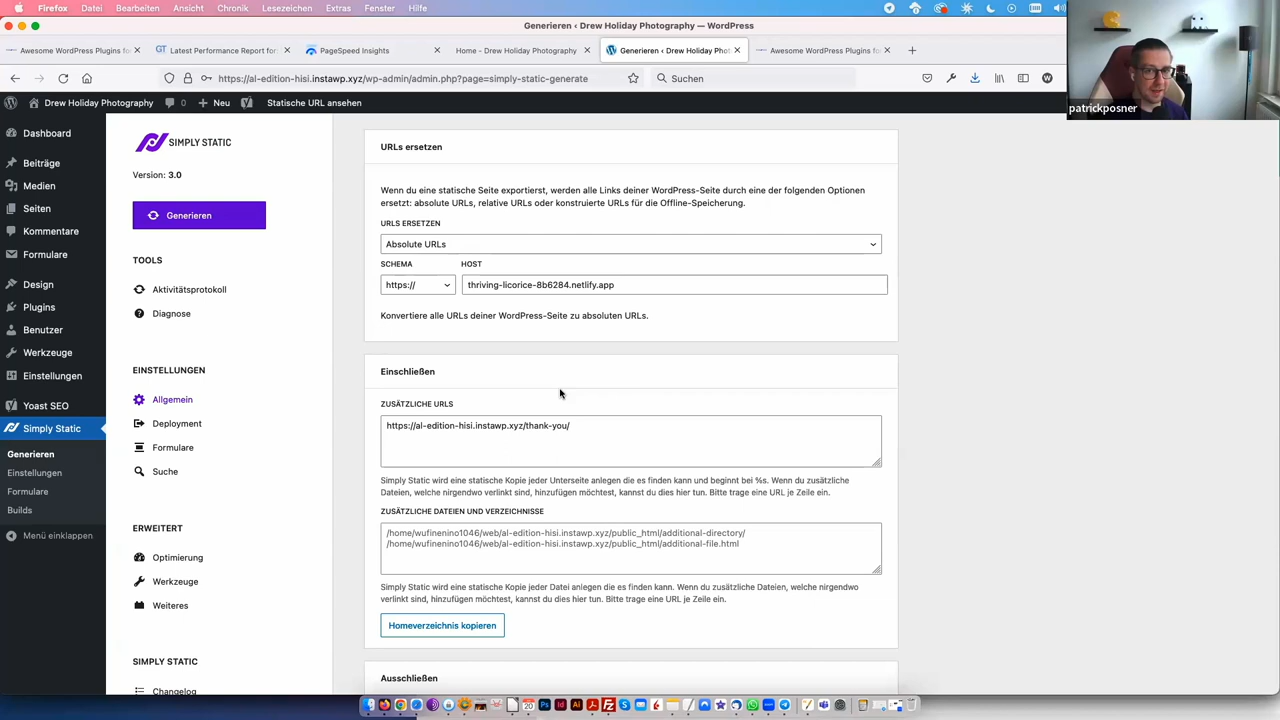 Firefox Datei Bearbeiten Ansicht Chronik Lesezeichen Extras Fenster Hilfe
Generieren ‹ Drew Holiday Photography — WordPress
Awesome WordPress Plugins fo
Latest Performance Report for:
PageSpeed Insights
Home - Drew Holiday Photography
Generieren ‹ Drew Holiday Phot
Awesome WordPress Plugins for
https://al-edition-hisi.instawp.xyz/wp-admin/admin.php?page=simply-static-generate
Suchen
patrickposner
Drew Holiday Photography
0
Neu
Statische URL ansehen
Dashboard
Beiträge
Medien
Seiten
Kommentare
Formulare
Design
Plugins
Benutzer
Werkzeuge
Einstellungen
Yoast SEO
Simply Static
Generieren
Einstellungen
Formulare
Builds
Menü einklappen
SIMPLY STATIC
Version: 3.0
Generieren
TOOLS
Aktivitätsprotokoll
Diagnose
EINSTELLUNGEN
Allgemein
Deployment
Formulare
Suche
ERWEITERT
Optimierung
Werkzeuge
Weiteres
SIMPLY STATIC
Changelog
URLs ersetzen
Wenn du eine statische Seite exportierst, werden alle Links deiner WordPress-Seite durch eine der folgenden Optionen
ersetzt: absolute URLs, relative URLs oder konstruierte URLs für die Offline-Speicherung.
URLS ERSETZEN
Absolute URLs
SCHEMA HOST
https:// thriving-licorice-8b6284.netlify.app
Konvertiere alle URLs deiner WordPress-Seite zu absoluten URLs.
Einschließen
ZUSÄTZLICHE URLS
https://al-edition-hisi.instawp.xyz/thank-you/
Simply Static wird eine statische Kopie jeder Unterseite anlegen die es finden kann und beginnt bei %s. Wenn du zusätzliche
Dateien, welche nirgendwo verlinkt sind, hinzufügen möchtest, kannst du dies hier tun. Bitte trage eine URL je Zeile ein.
ZUSÄTZLICHE DATEIEN UND VERZEICHNISSE
/home/wufinenino1046/web/al-edition-hisi.instawp.xyz/public_html/additional-directory/
/home/wufinenino1046/web/al-edition-hisi.instawp.xyz/public_html/additional-file.html
Simply Static wird eine statische Kopie jeder Datei anlegen die es finden kann. Wenn du zusätzliche Dateien, welche nirgendwo
verlinkt sind, hinzufügen möchtest, kannst du dies hier tun. Bitte trage eine URL je Zeile ein.
Homeverzeichnis kopieren
Ausschließen